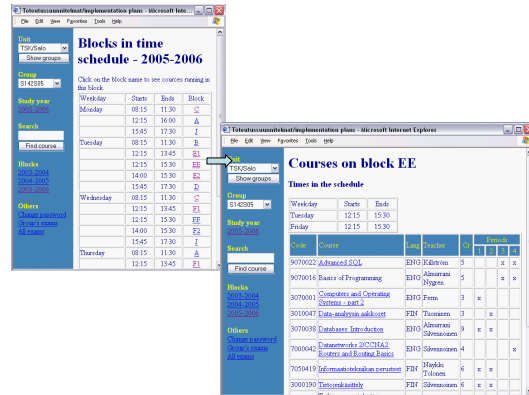 Toteutussuunnitelmat/implementation plans - Microsoft Inte...
File Edit View Favorites Tools Help
Unit
TSK/Salo
Show groups
Group
S142S05
Study year
2005-2006
Search
Find course
Blocks
2003-2004
2004-2005
2005-2006
Others
Change password
Group's exams
All exams
Blocks in time
schedule - 2005-2006
Click on the block name to see courses running in
this block
Weekday Starts Ends Block
Monday 08:15 11:30 C
12:15 16:00 A
15:45 17:30 J
Tuesday 08:15 11:30 B
12:15 13:45 E1
12:15 15:30 EE
14:00 15:30 E2
15:45 17:30 D
Wednesday 08:15 11:30 C
12:15 13:45 F1
12:15 15:30 EF
14:00 15:30 F2
15:45 17:30 J
Thursday 08:15 11:30 A
12:15 13:45 F1
Toteutussuunnitelmat/implementation plans - Microsoft Internet Explorer
File Edit View Favorites Tools Help
Unit
TSK/Salo
Show groups
Group
S142S05
Study year
2005-2006
Search
Find course
Blocks
2003-2004
2004-2005
2005-2006
Others
Change password
Group's exams
All exams
Courses on block EE
Times in the schedule
Weekday Starts Ends
Tuesday 12:15 15:30
Friday 12:15 15:30
Code Course Lang Teacher Cr Periods
1 2 3 4
9070022 Advanced SQL ENG Killström 5 x x
9070016 Basics of Programming ENG Almurrani
Nygren 5 x x
3070001 Computers and Operating
Systems - part 2 ENG Ferm 3 x
3010047 Data-analyysin aakkoset FIN Tuominen 3 x
3070038 Databases: Introduction ENG Almurrani
Silvennoinen 9 x x
7000042 Datanetworks 2/CCNA2:
Routers and Routing Basics ENG Silvennoinen 4 x
7050419 Informaatiotekniikan perusteet FIN Näykki
Tolonen 6 x x
3000190 Tietojenkäsittely FIN Silvennoinen 6 x x